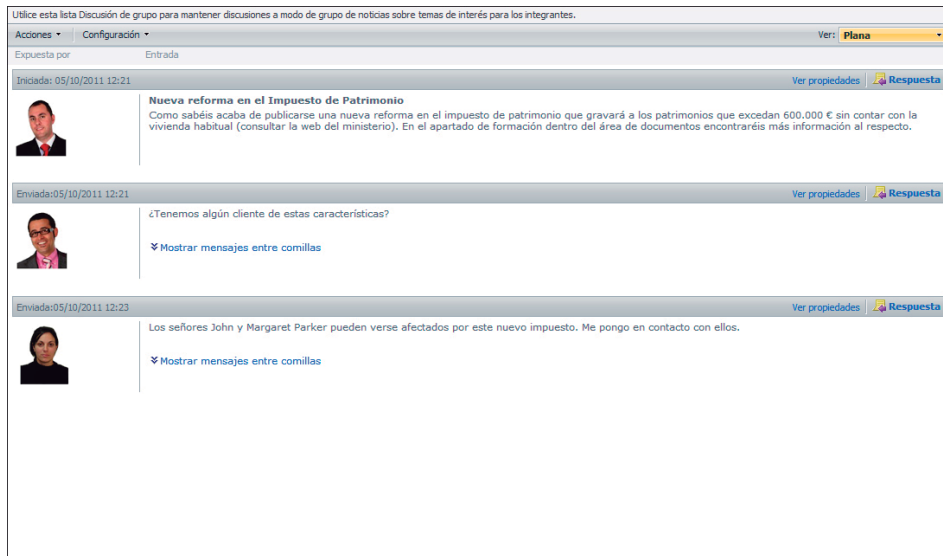 Utilice esta lista Discusión de grupo para mantener discusiones a modo de grupo de noticias sobre temas de interés para los integrantes.
Acciones Configuración Ver: Plana
Expuesta por Entrada
Iniciada: 05/10/2011 12:21 Ver propiedades Respuesta
Nueva reforma en el Impuesto de Patrimonio
Como sabéis acaba de publicarse una nueva reforma en el impuesto de patrimonio que gravará a los patrimonios que excedan 600.000 € sin contar con la
vivienda habitual (consultar la web del ministerio). En el apartado de formación dentro del área de documentos encontraréis más información al respecto.
Enviada:05/10/2011 12:21 Ver propiedades Respuesta
¿Tenemos algún cliente de estas características?
Mostrar mensajes entre comillas
Enviada:05/10/2011 12:23 Ver propiedades Respuesta
Los señores John y Margaret Parker pueden verse afectados por este nuevo impuesto. Me pongo en contacto con ellos.
Mostrar mensajes entre comillas